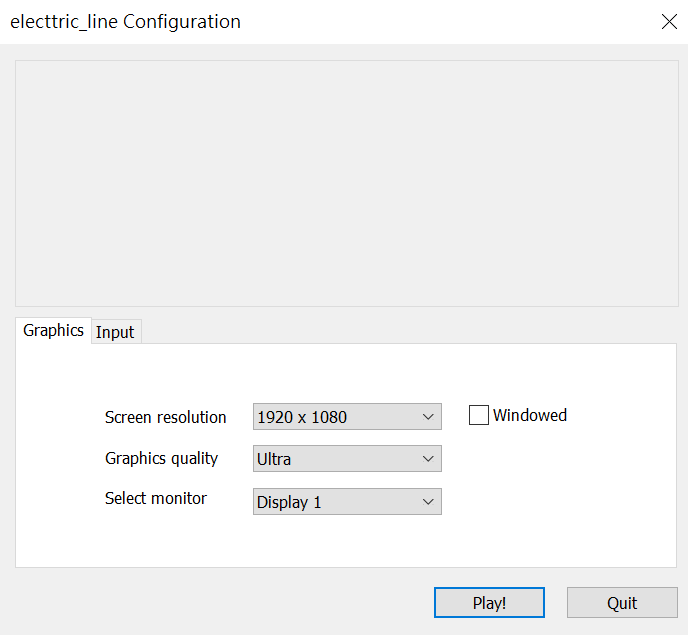 electtric_line Configuration
Graphics Input
Screen resolution 1920 x 1080 Windowed
Graphics quality Ultra
Select monitor Display 1
Play! Quit